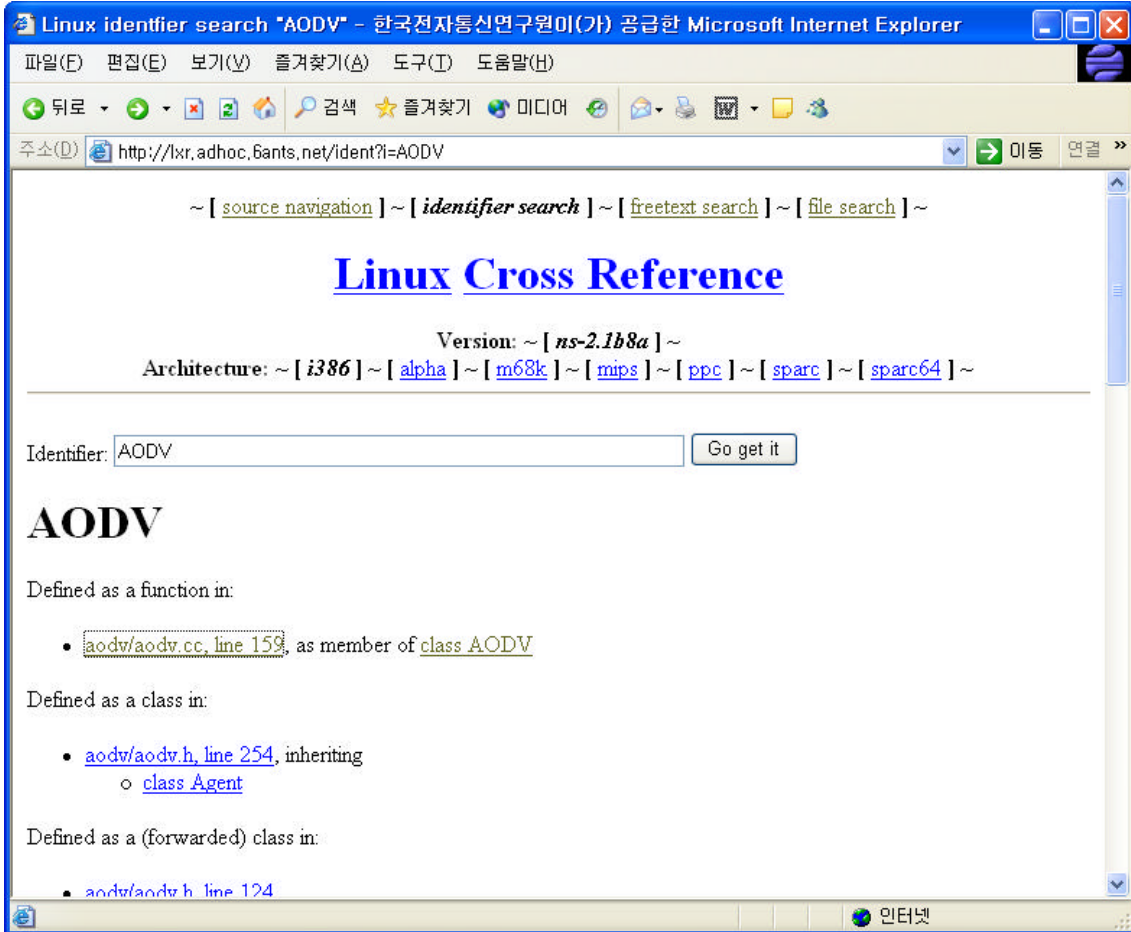 Linux identfier search "AODV" - 한국전자통신연구원이(가) 공급한 Microsoft Internet Explorer
파일(F) 편집(E) 보기(V) 즐겨찾기(A) 도구(T) 도움말(H)
뒤로 검색 즐겨찾기 미디어
주소(D) http://lxr.adhoc.6ants.net/ident?i=AODV 이동 연결 »
~ [ source navigation ] ~ [ identifier search ] ~ [ freetext search ] ~ [ file search ] ~
Linux Cross Reference
Version: ~ [ ns-2.1b8a ] ~
Architecture: ~ [ i386 ] ~ [ alpha ] ~ [ m68k ] ~ [ mips ] ~ [ ppc ] ~ [ sparc ] ~ [ sparc64 ] ~
Identifier: AODV Go get it
AODV
Defined as a function in:
• aodv/aodv.cc, line 159, as member of class AODV
Defined as a class in:
• aodv/aodv.h, line 254, inheriting
o class Agent
Defined as a (forwarded) class in:
• aodv/aodv.h, line 124
인터넷